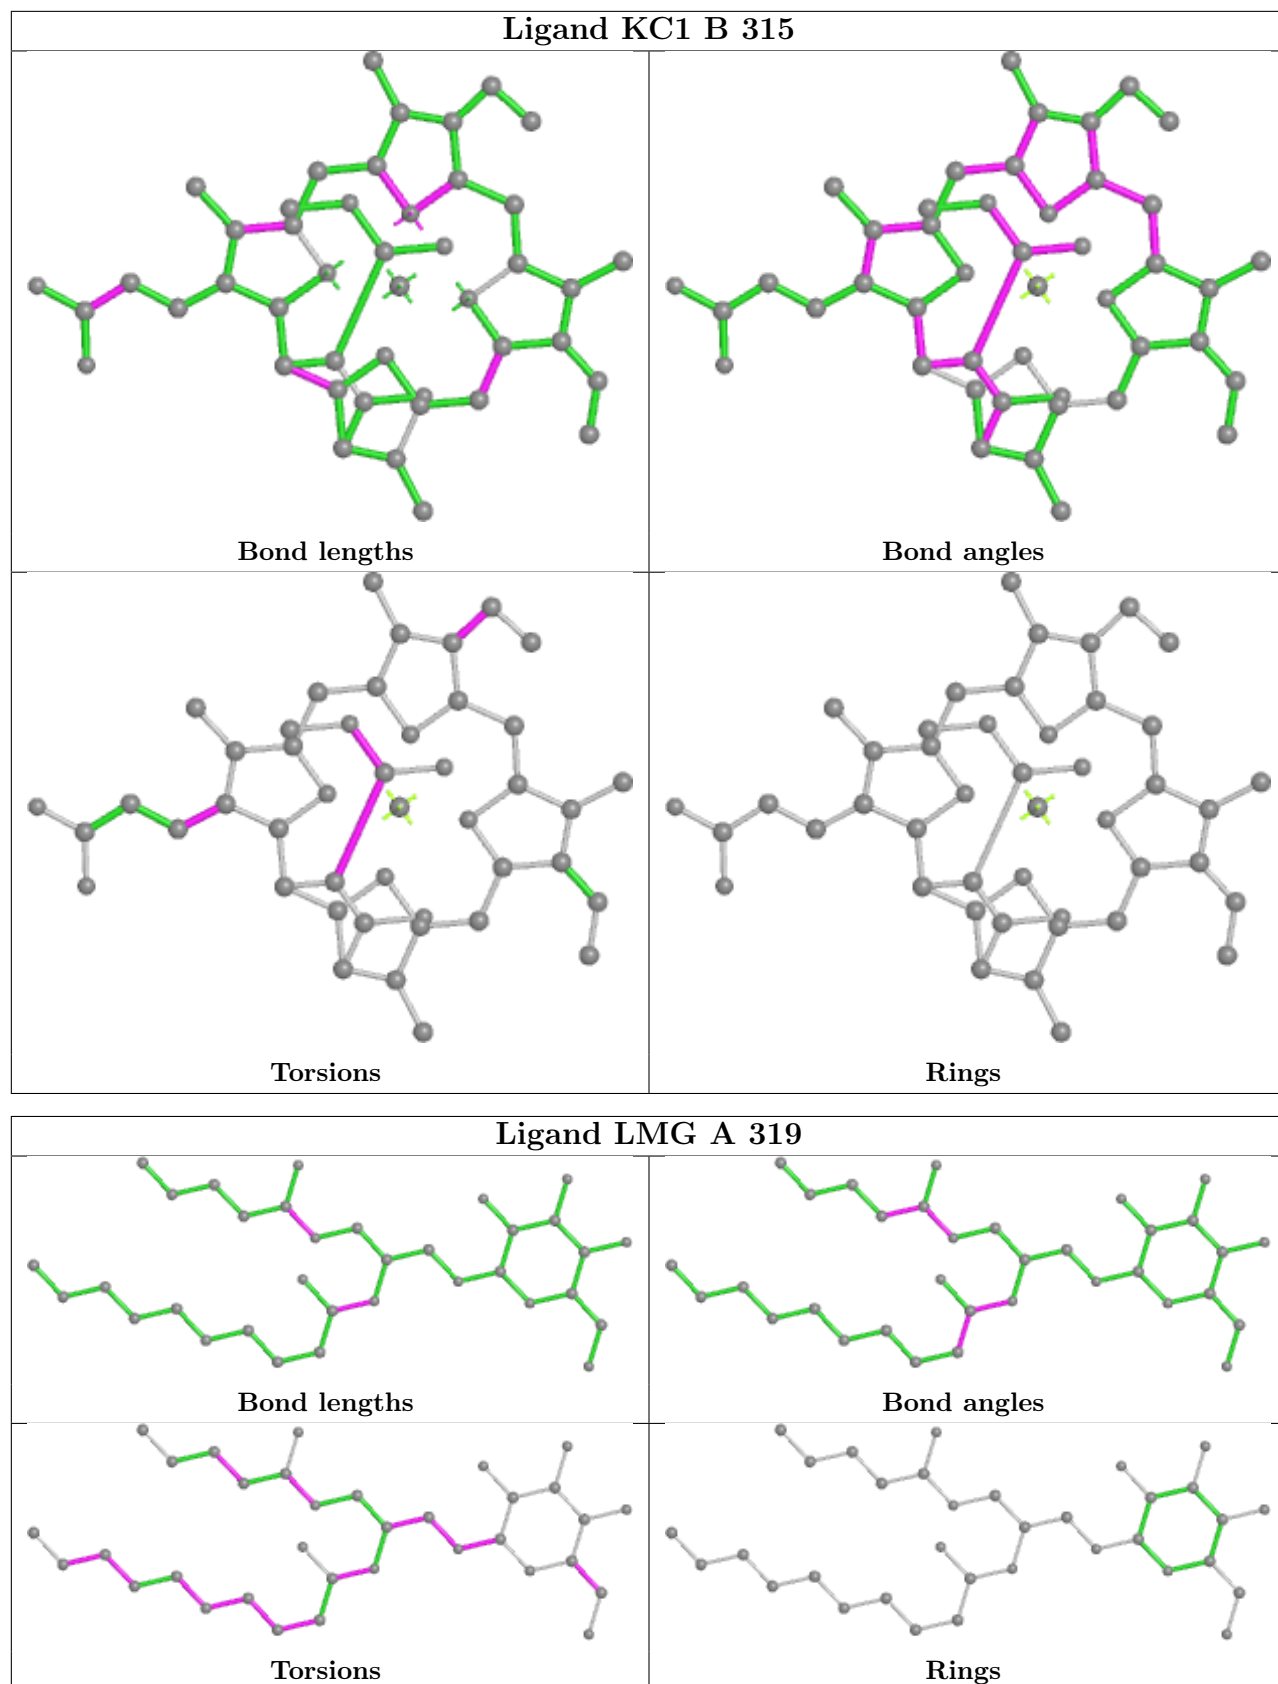 Ligand KC1 B 315
Bond lengths
Bond angles
Torsions
Rings
Ligand LMG A 319
Bond lengths
Bond angles
Torsions
Rings